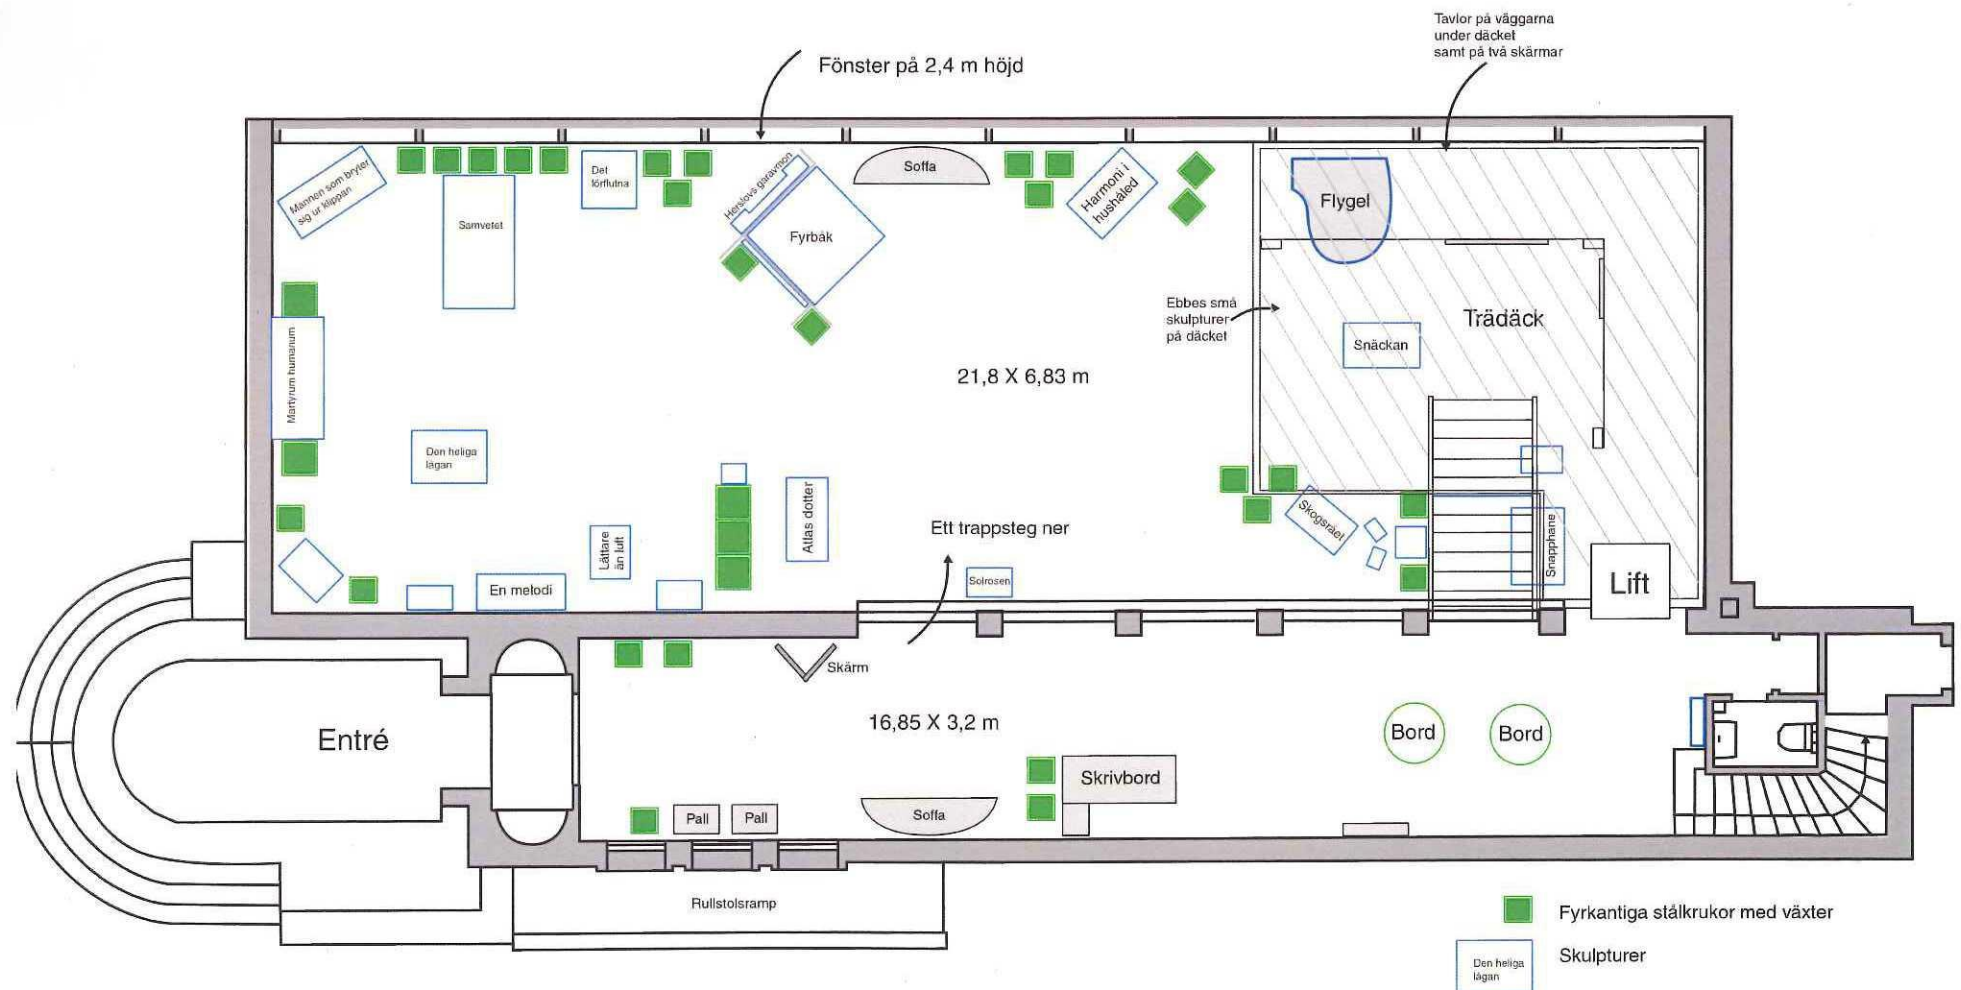 Tavlor på väggarna
under däcket
samt på två skärmar
Fönster på 2,4 m höjd
Mannen som bryter
sig ur klippan
Samvetet
Det
förflutna
Herslovs garavmon
Fyrbåk
Soffa
Harmoni i
hushåled
Flygel
Ebbes små
skulpturer
på däcket
Trädäck
Snäckan
21,8 X 6,83 m
Martyrum humanum
Den heliga
lågan
Lättare
än luft
Atlas dotter
En melodi
Ett trappsteg ner
Solrosen
Skogsrået
Snapphane
Lift
Skärm
Entré
16,85 X 3,2 m
Bord
Bord
Skrivbord
Pall
Pall
Soffa
Rullstolsramp
Fyrkantiga stålkrukor med växter
Den heliga
lågan
Skulpturer